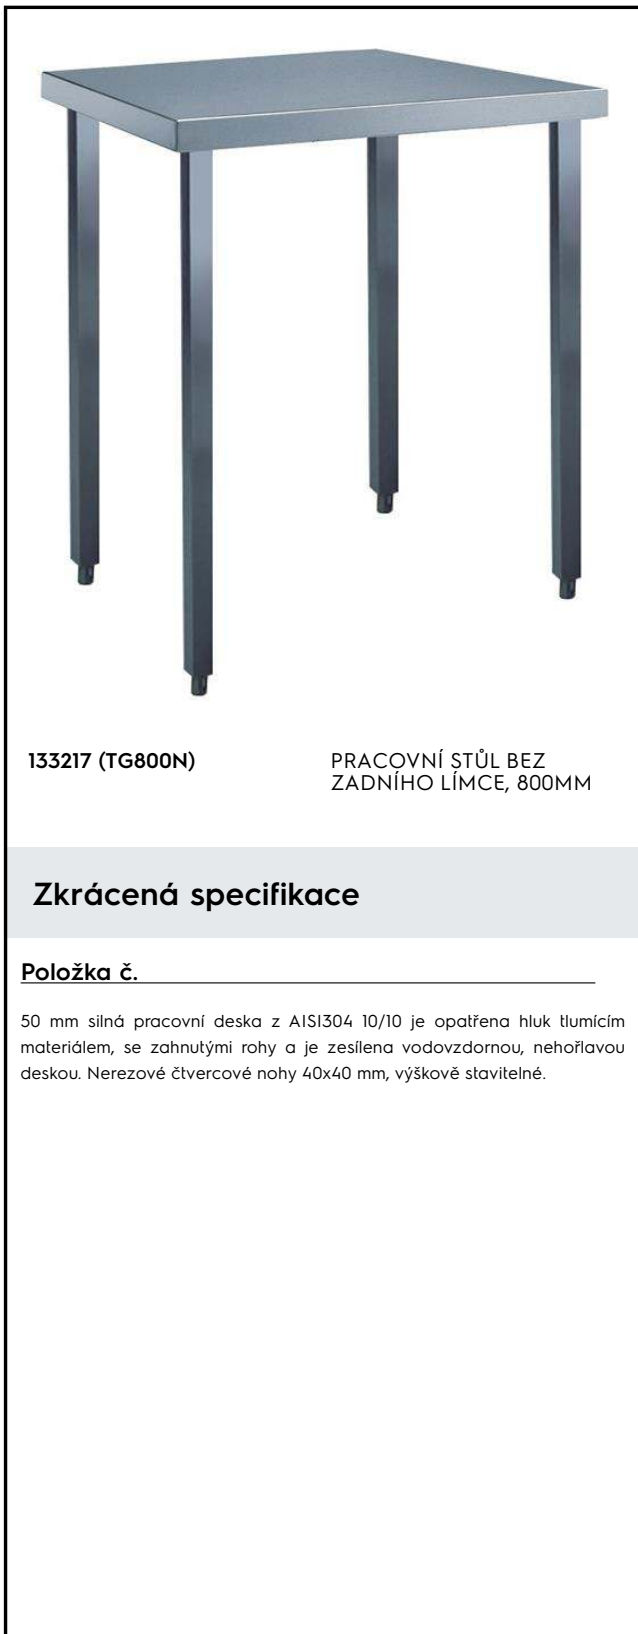 133217 (TG800N)
PRACOVNÍ STŮL BEZ
ZADNÍHO LÍMCE, 800MM
Zkrácená specifikace
Položka č.
50 mm silná pracovní deska z AISI304 10/10 je opatřena hluk tlumícím
materiálem, se zahnutými rohy a je zesílena vodovzdornou, nehořlavou
deskou. Nerezové čtvercové nohy 40x40 mm, výškově stavitelné.